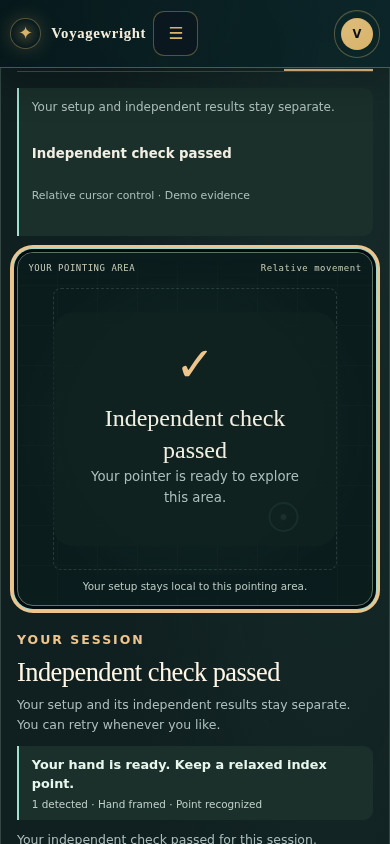 Voyagewright
V
Your setup and independent results stay separate.
Independent check passed
Relative cursor control · Demo evidence
YOUR POINTING AREA
Relative movement
Independent check
passed
Your pointer is ready to explore
this area.
Your setup stays local to this pointing area.
YOUR SESSION
Independent check passed
Your setup and its independent results stay separate.
You can retry whenever you like.
Your hand is ready. Keep a relaxed index
point.
1 detected · Hand framed · Point recognized
Your independent check passed for this session.